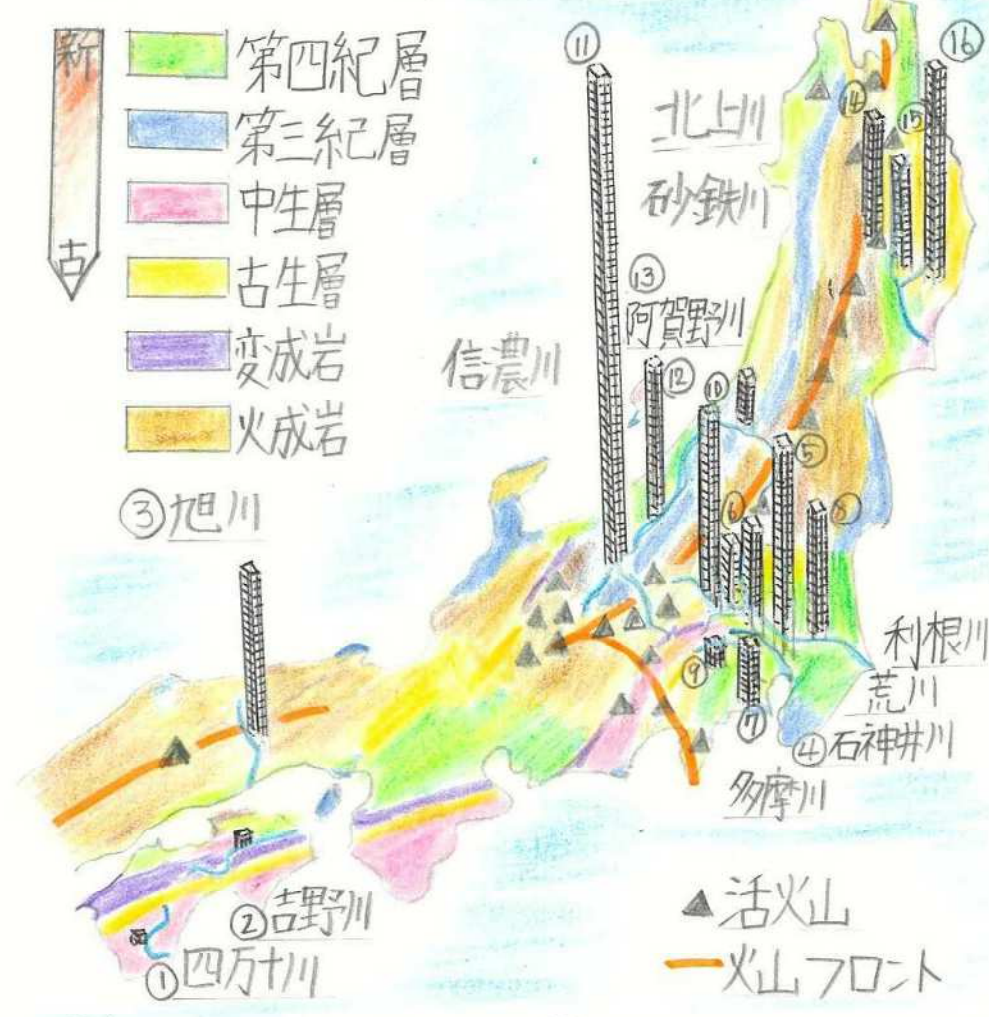 新
古
第四紀層
第三紀層
中生層
古生層
変成岩
火成岩
⑪
⑯
北上川
⑭
⑮
砂鉄川
⑬
阿賀野川
信濃川
⑫
⑩
⑤
③旭川
⑥
⑧
利根川
荒川
⑨
⑦
④石神井川
多摩川
②吉野川
①四万十川
活火山
火山フロント